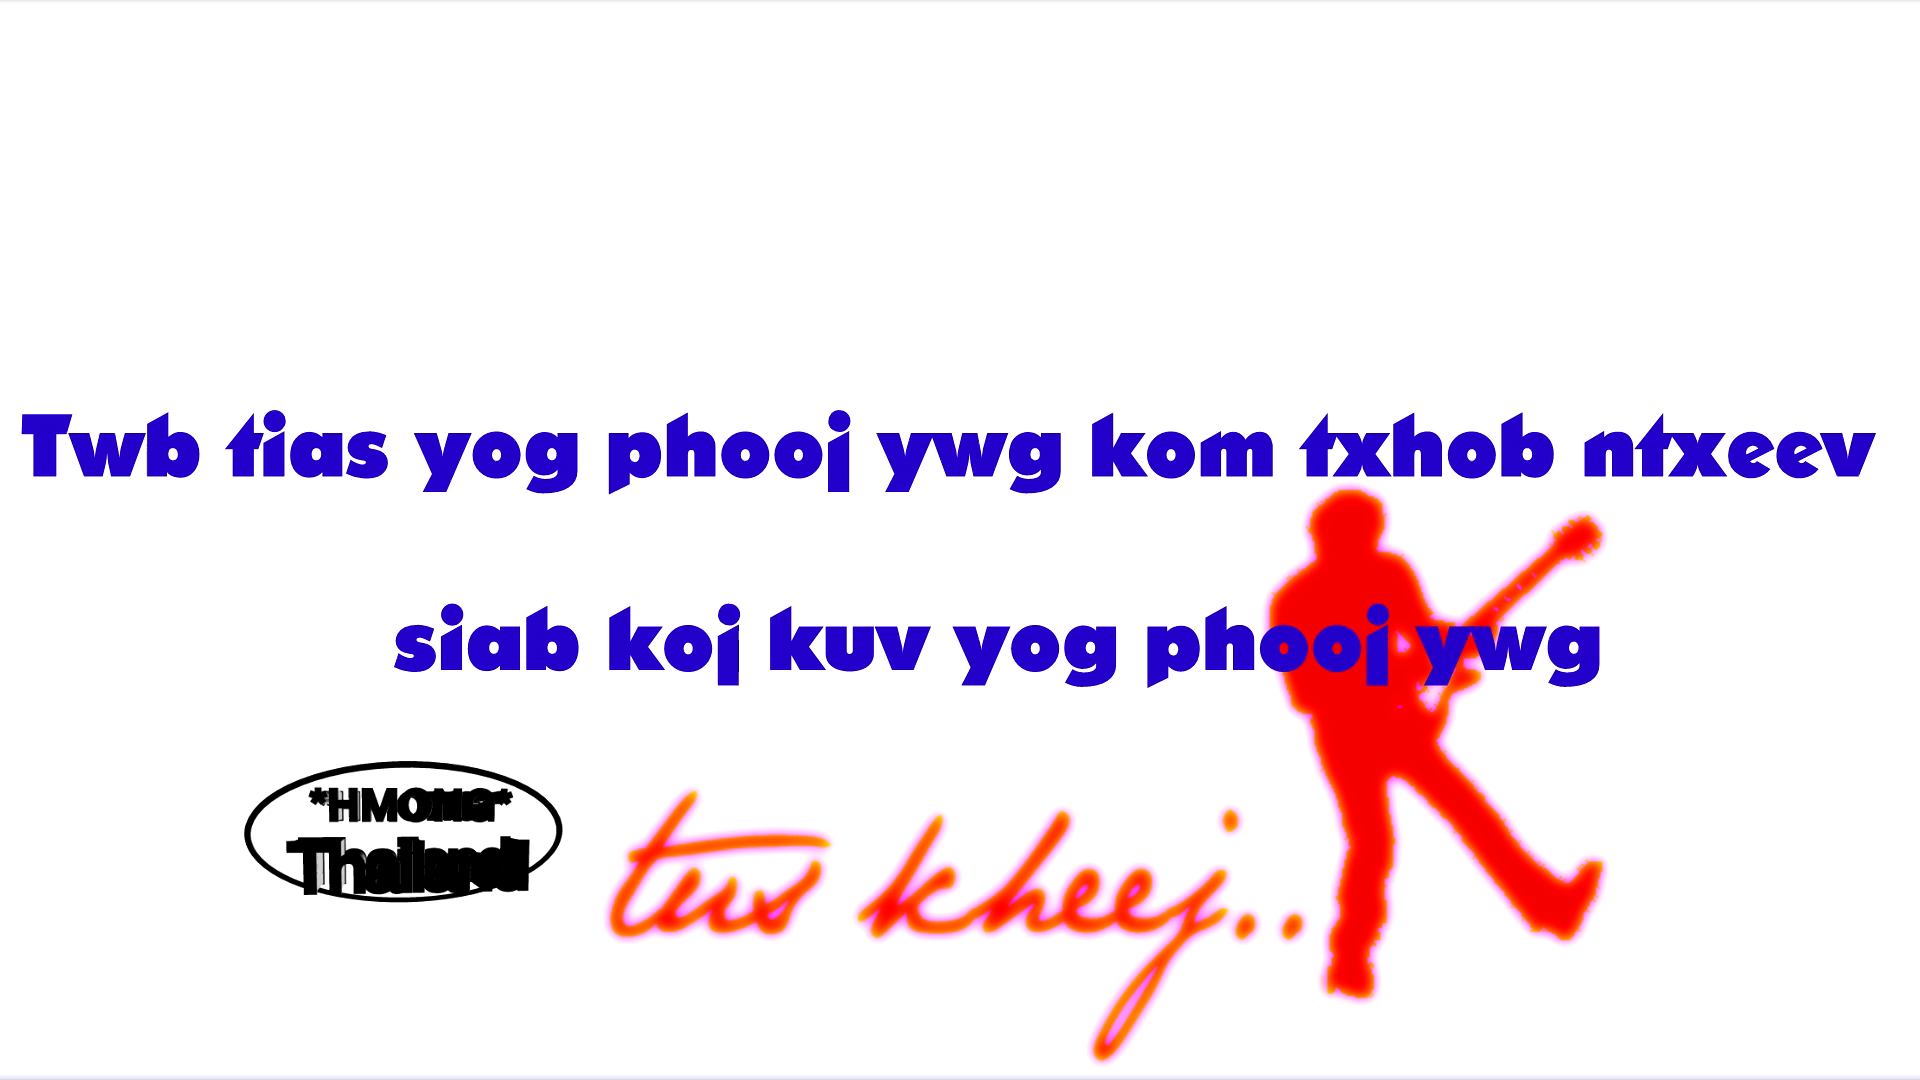 Twb tias yog phooj ywg kom txhob ntxeev
siab koj kuv yog phooj ywg
*HMONG*
Thailand
tus kheej..